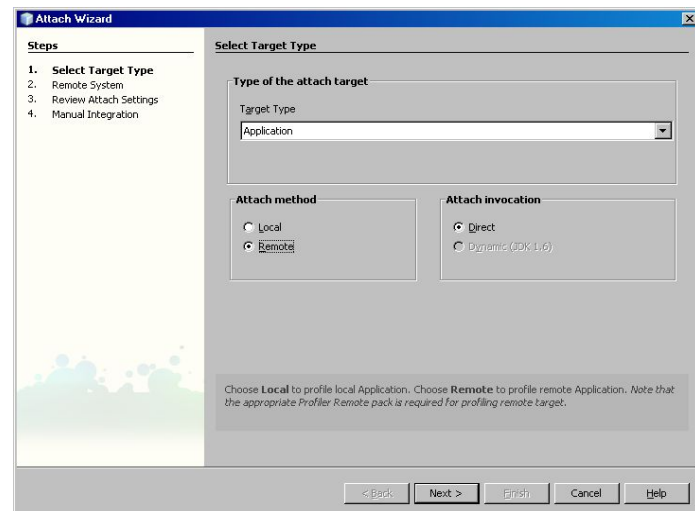 Attach Wizard
Steps
1. Select Target Type
2. Remote System
3. Review Attach Settings
4. Manual Integration
Select Target Type
Type of the attach target
Target Type
Application
Attach method
Local
Remote
Attach invocation
Direct
Dynamic (JDK 1.6)
Choose Local to profile local Application. Choose Remote to profile remote Application. Note that
the appropriate Profiler Remote pack is required for profiling remote target.
< Back
Next >
Finish
Cancel
Help